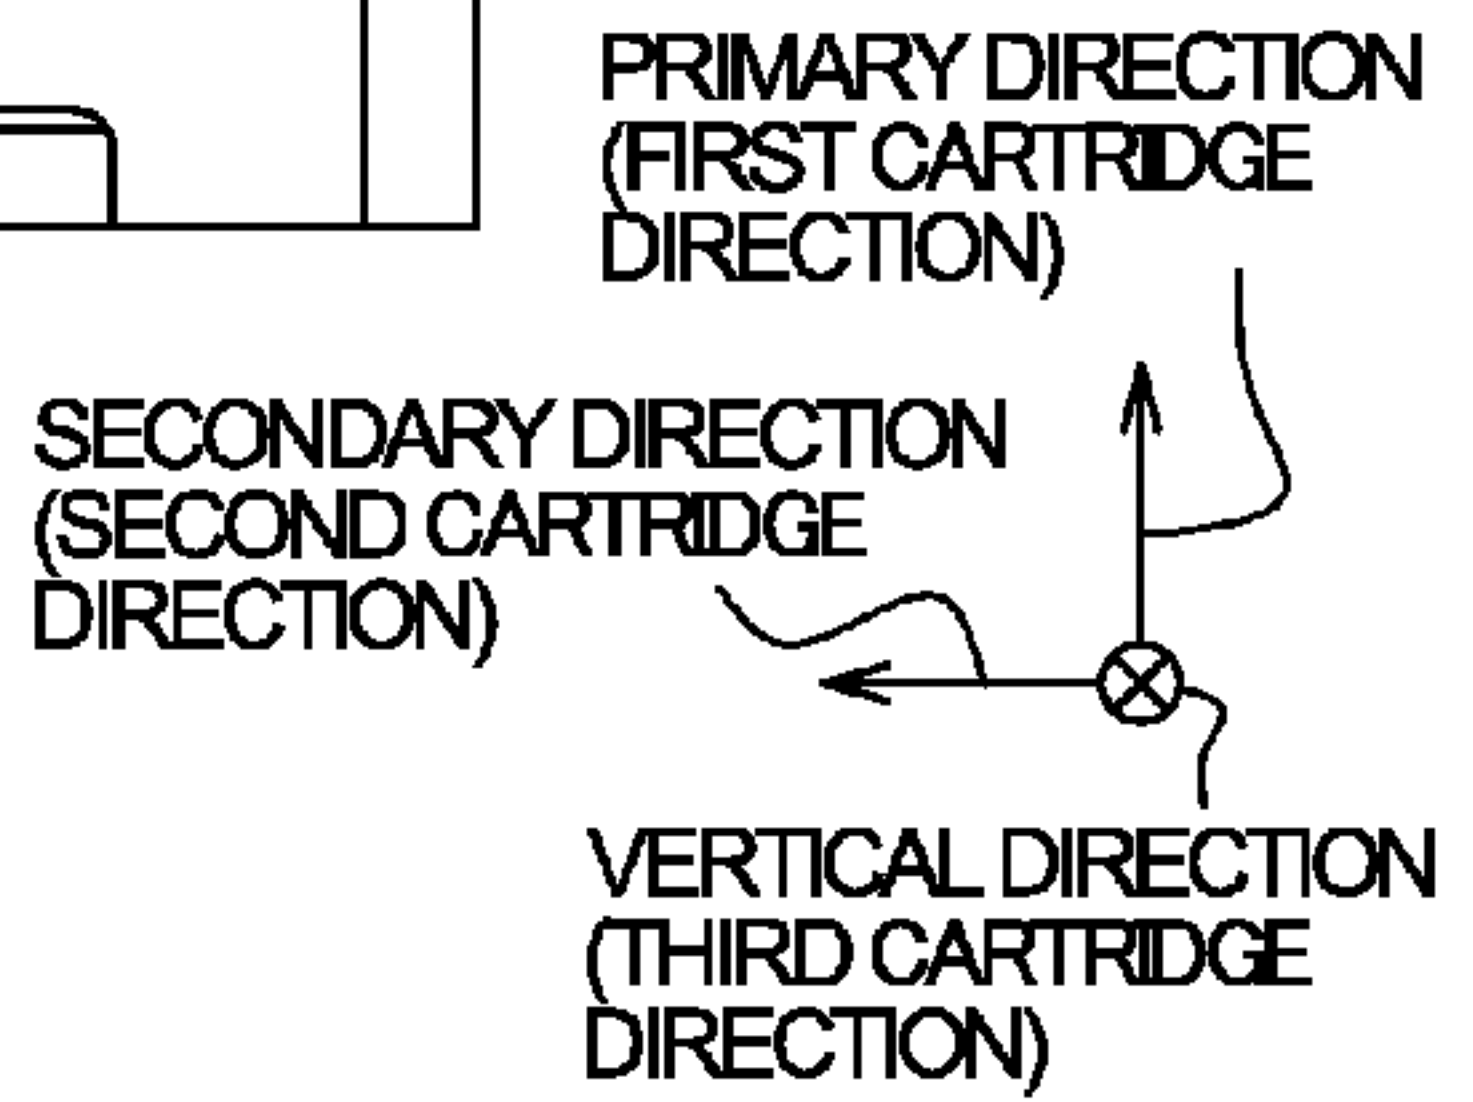 PRIMARY DIRECTION
(FIRST CARTRIDGE
DIRECTION)
SECONDARY DIRECTION
(SECOND CARTRIDGE
DIRECTION)
VERTICAL DIRECTION
(THIRD CARTRIDGE
DIRECTION)